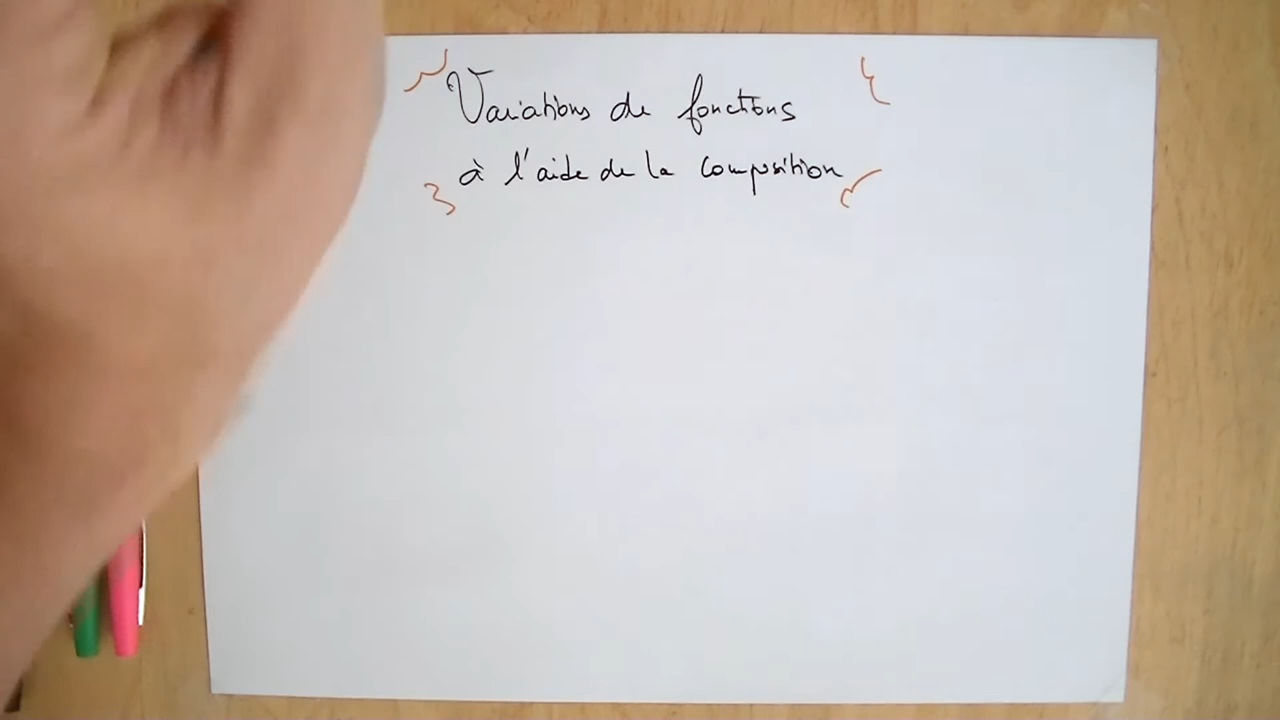 Variations de fonctions
à l'aide de la composition